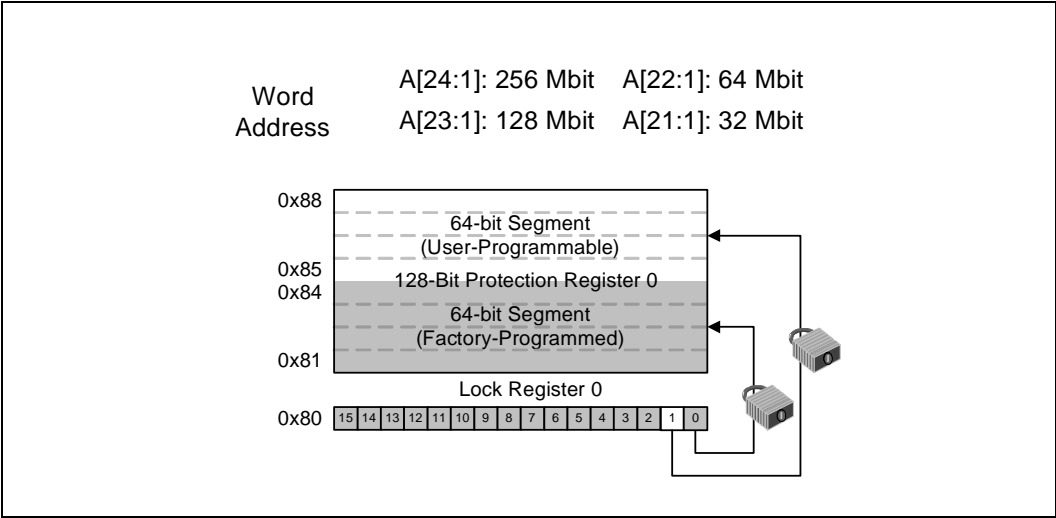 Word
Address
A[24:1]: 256 Mbit A[22:1]: 64 Mbit
A[23:1]: 128 Mbit A[21:1]: 32 Mbit
0x88
64-bit Segment
(User-Programmable)
0x85
128-Bit Protection Register 0
0x84
64-bit Segment
(Factory-Programmed)
0x81
Lock Register 0
0x80 15 14 13 12 11 10 9 8 7 6 5 4 3 2 1 0